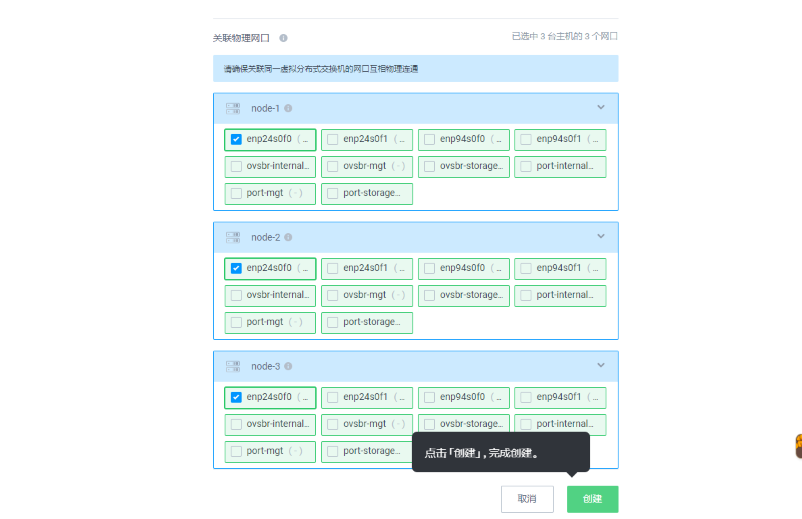 关联物理网口
已选中 3 台主机的 3 个网口
请确保关联同一虚拟分布式交换机的网口互相物理连通
node-1
enp24s0f0 ( ... enp24s0f1 ( ... enp94s0f0 ( ... enp94s0f1 ( ...
ovsbr-internal... ovsbr-mgt ( - ) ovsbr-storage... port-internal...
port-mgt ( - ) port-storage...
node-2
enp24s0f0 ( ... enp24s0f1 ( ... enp94s0f0 ( ... enp94s0f1 ( ...
ovsbr-internal... ovsbr-mgt ( - ) ovsbr-storage... port-internal...
port-mgt ( - ) port-storage...
node-3
enp24s0f0 ( ... enp24s0f1 ( ... enp94s0f0 ( ... enp94s0f1 ( ...
ovsbr-internal... ovsbr-mgt ( - ) ovsbr-storage... port-internal...
port-mgt ( - ) port-storage...
点击「创建」，完成创建。
取消 创建